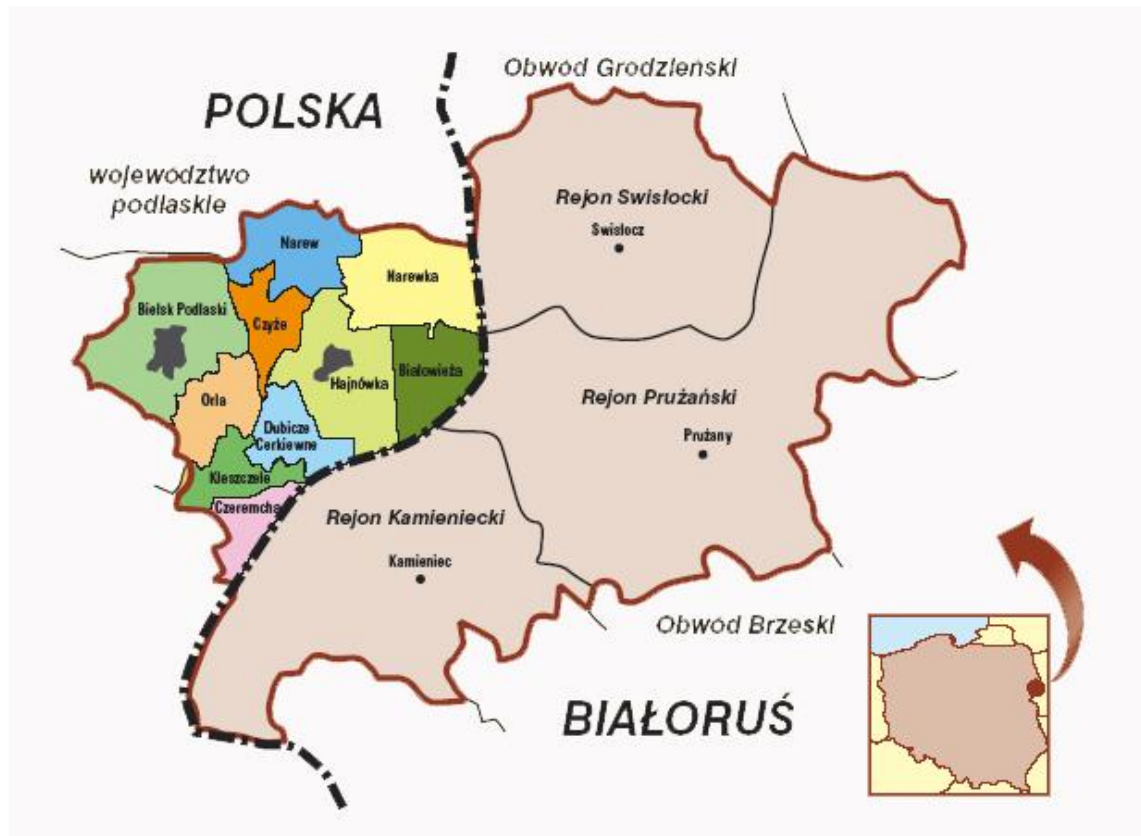 Obwód Grodzieński
POLSKA
województwo
podlaskie
Rejon Swisłocki
Swisłocz
Narew
Narewka
Bielsk Podlaski
Czyże
Hajnówka
Białowieża
Orla
Rejon Prużański
Dubicze
Cerkiewne
Prużany
Kleszczele
Czeremcha
Rejon Kamieniecki
Kamieniec
Obwód Brzeski
BIAŁORUŚ